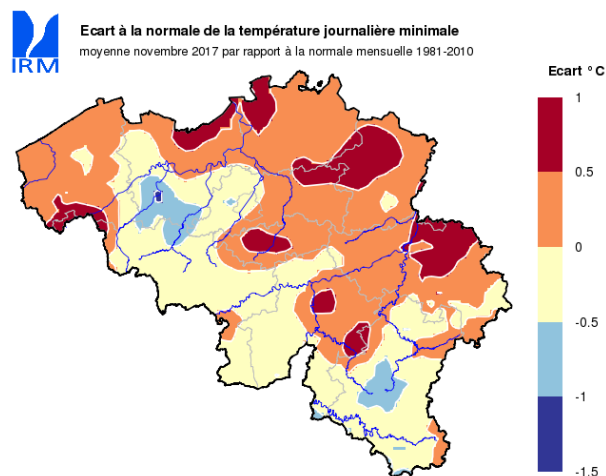 Ecart à la normale de la température journalière minimale
moyenne novembre 2017 par rapport à la normale mensuelle 1981-2010
IRM
Ecart °C
1
0.5
0
-0.5
-1
-1.5